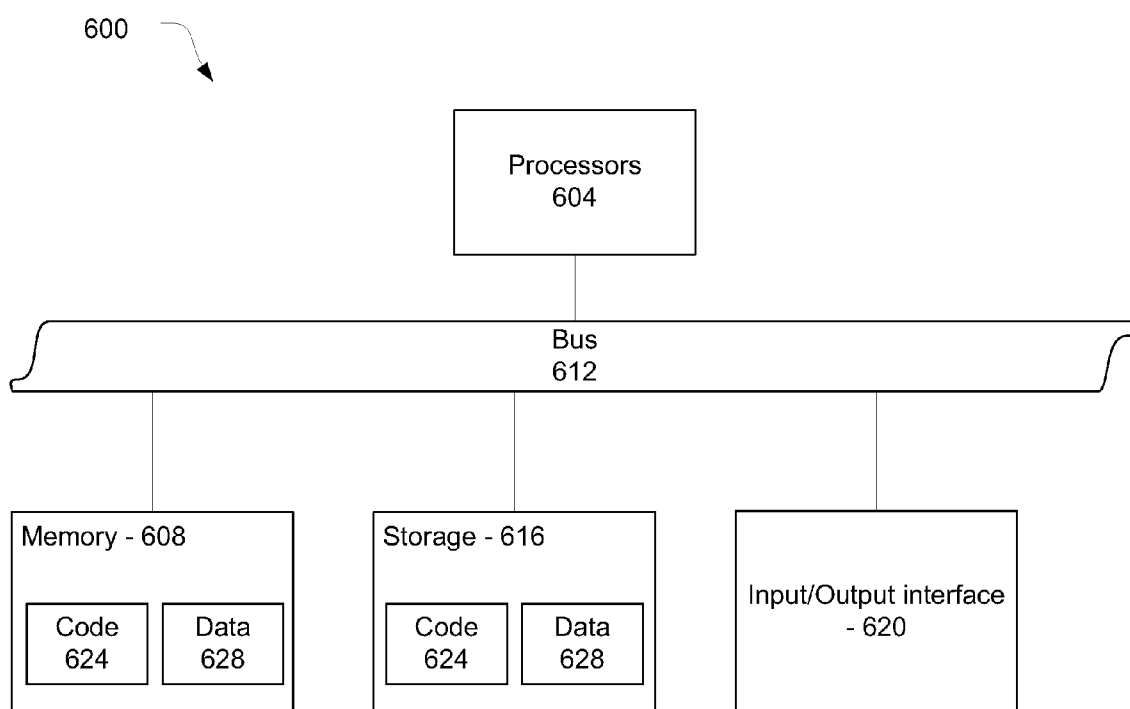 600
Processors
604
Bus
612
Memory - 608
Code
624
Data
628
Storage - 616
Code
624
Data
628
Input/Output interface
- 620